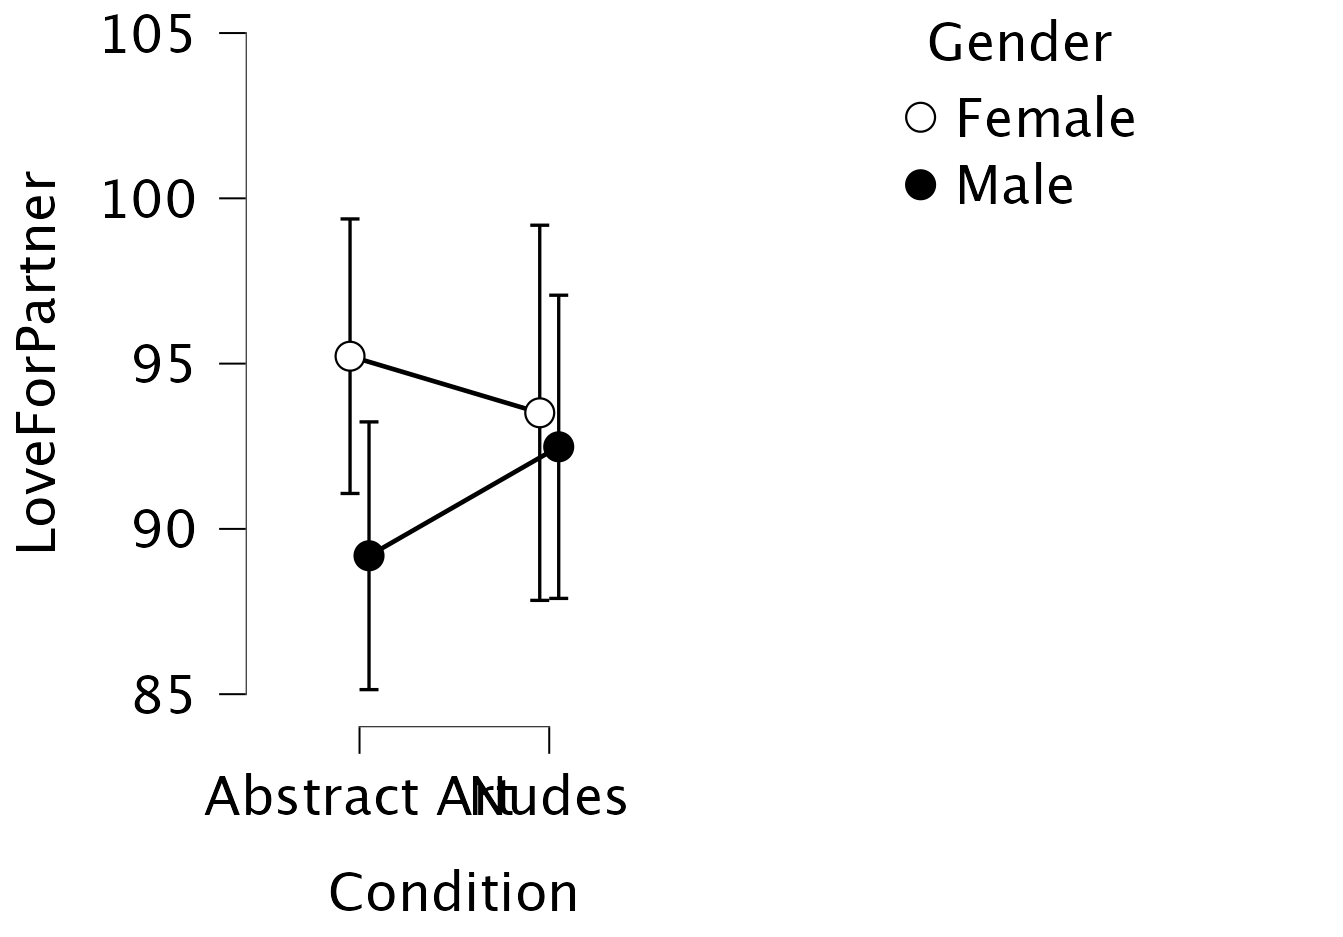 105
100
95
90
85
LoveForPartner
Abstract Art
Nudes
Condition
Gender
Female
Male